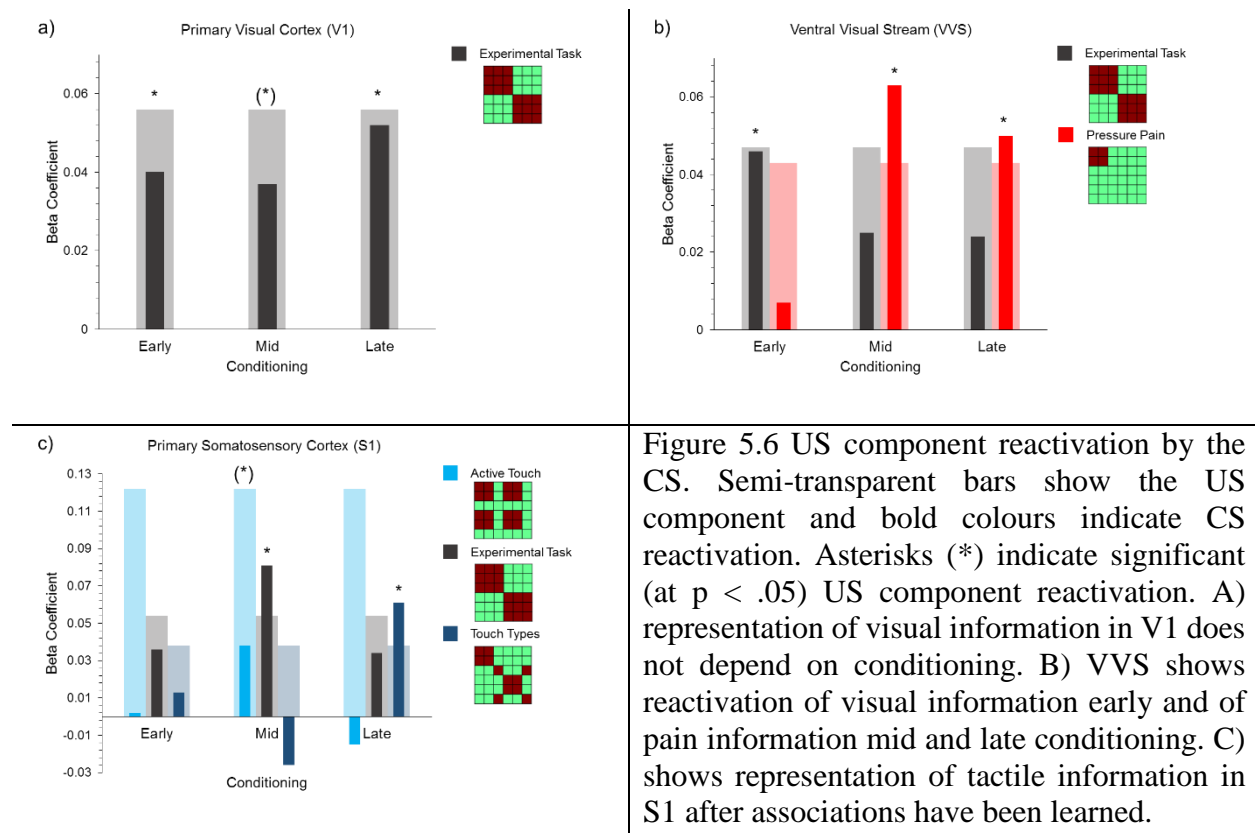 a)
Primary Visual Cortex (V1)
Experimental Task
*
(*)
*
0.06
0.04
0.02
0
Beta Coefficient
Early
Mid
Late
Conditioning
b)
Ventral Visual Stream (VVS)
Experimental Task
Pressure Pain
*
*
*
0.06
0.04
0.02
0
Beta Coefficient
Early
Mid
Late
Conditioning
c)
Primary Somatosensory Cortex (S1)
Active Touch
Experimental Task
Touch Types
(*)
*
*
0.13
0.11
0.09
0.07
0.05
0.03
0.01
-0.01
-0.03
Beta Coefficient
Early
Mid
Late
Conditioning
Figure 5.6 US component reactivation by the
CS. Semi-transparent bars show the US
component and bold colours indicate CS
reactivation. Asterisks (*) indicate significant
(at p < .05) US component reactivation. A)
representation of visual information in V1 does
not depend on conditioning. B) VVS shows
reactivation of visual information early and of
pain information mid and late conditioning. C)
shows representation of tactile information in
S1 after associations have been learned.